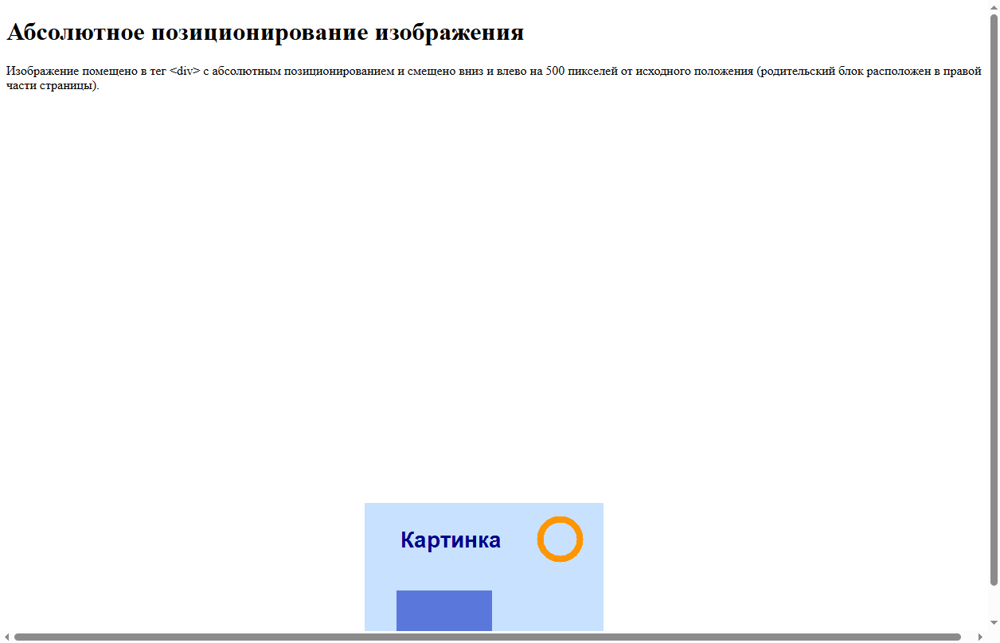 Абсолютное позиционирование изображения
Изображение помещено в тег <div> с абсолютным позиционированием и смещено вниз и влево на 500 пикселей от исходного положения (родительский блок расположен в правой
части страницы).
Картинка